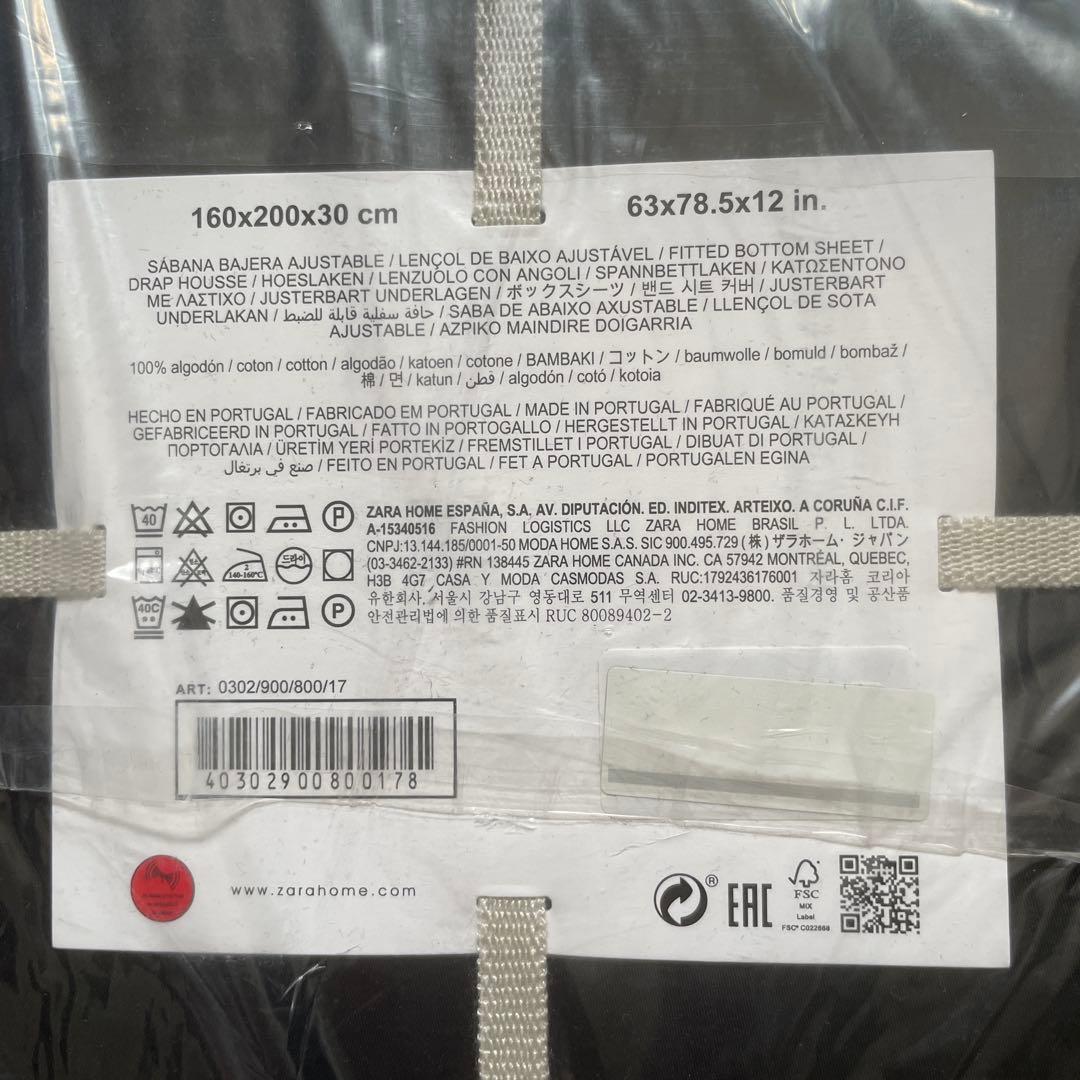 160x200x30 cm
63x78.5x12 in.
SÁBANA BAJERA AJUSTABLE / LENÇOL DE BAIXO AJUSTÁVEL / FITTED BOTTOM SHEET /
DRAP HOUSSE / HOESLAKEN / LENZUOLO CON ANGOLI / SPANNBETTLAKEN / ΚΑΤΩΣΕΝΤΟΝΟ
ΜΕ ΛΑΣΤΙΧΟ / JUSTERBART UNDERLAGEN / ボックスシーツ / 밴드 시트 커버 / JUSTERBART
UNDERLAKAN / حافة سفلية قابلة للضبط / SABA DE ABAIXO AXUSTABLE / LLENÇOL DE SOTA
AJUSTABLE / AZPIKO MAINDIRE DOIGARRIA
100% algodón / coton / cotton / algodão / katoen / cotone / BAMBAKI / コットン / baumwolle / bomuld / bombaž /
棉 / 면 / katun / قطن / algodón / cotó / kotoia
HECHO EN PORTUGAL / FABRICADO EM PORTUGAL / MADE IN PORTUGAL / FABRIQUÉ AU PORTUGAL /
GEFABRICEERD IN PORTUGAL / FATTO IN PORTOGALLO / HERGESTELLT IN PORTUGAL / ΚΑΤΑΣΚΕΥΗ
ΠΟΡΤΟΓΑΛΙΑ / ÜRETİM YERİ PORTEKİZ / FREMSTILLET I PORTUGAL / DIBUAT DI PORTUGAL /
صنع في برتغال / FEITO EN PORTUGAL / FET A PORTUGAL / PORTUGALEN EGINA
40 P
2 140-160℃ 드라이
40C P
ZARA HOME ESPAÑA, S.A. AV. DIPUTACIÓN. ED. INDITEX. ARTEIXO. A CORUÑA C.I.F.
A-15340516 FASHION LOGISTICS LLC ZARA HOME BRASIL P. L. LTDA.
CNPJ:13.144.185/0001-50 MODA HOME S.A.S. SIC 900.495.729 (株) ザラホーム・ジャパン
(03-3462-2133) #RN 138445 ZARA HOME CANADA INC. CA 57942 MONTRÉAL, QUEBEC,
H3B 4G7 CASA Y MODA CASMODAS S.A. RUC:1792436176001 자라홈 코리아
유한회사, 서울시 강남구 영동대로 511 무역센터 02-3413-9800. 품질경영 및 공산품
안전관리법에 의한 품질표시 RUC 80089402-2
ART: 0302/900/800/17
40302900800178
www.zarahome.com
®
EAC
FSC
MIX
Label
FSC® C022668